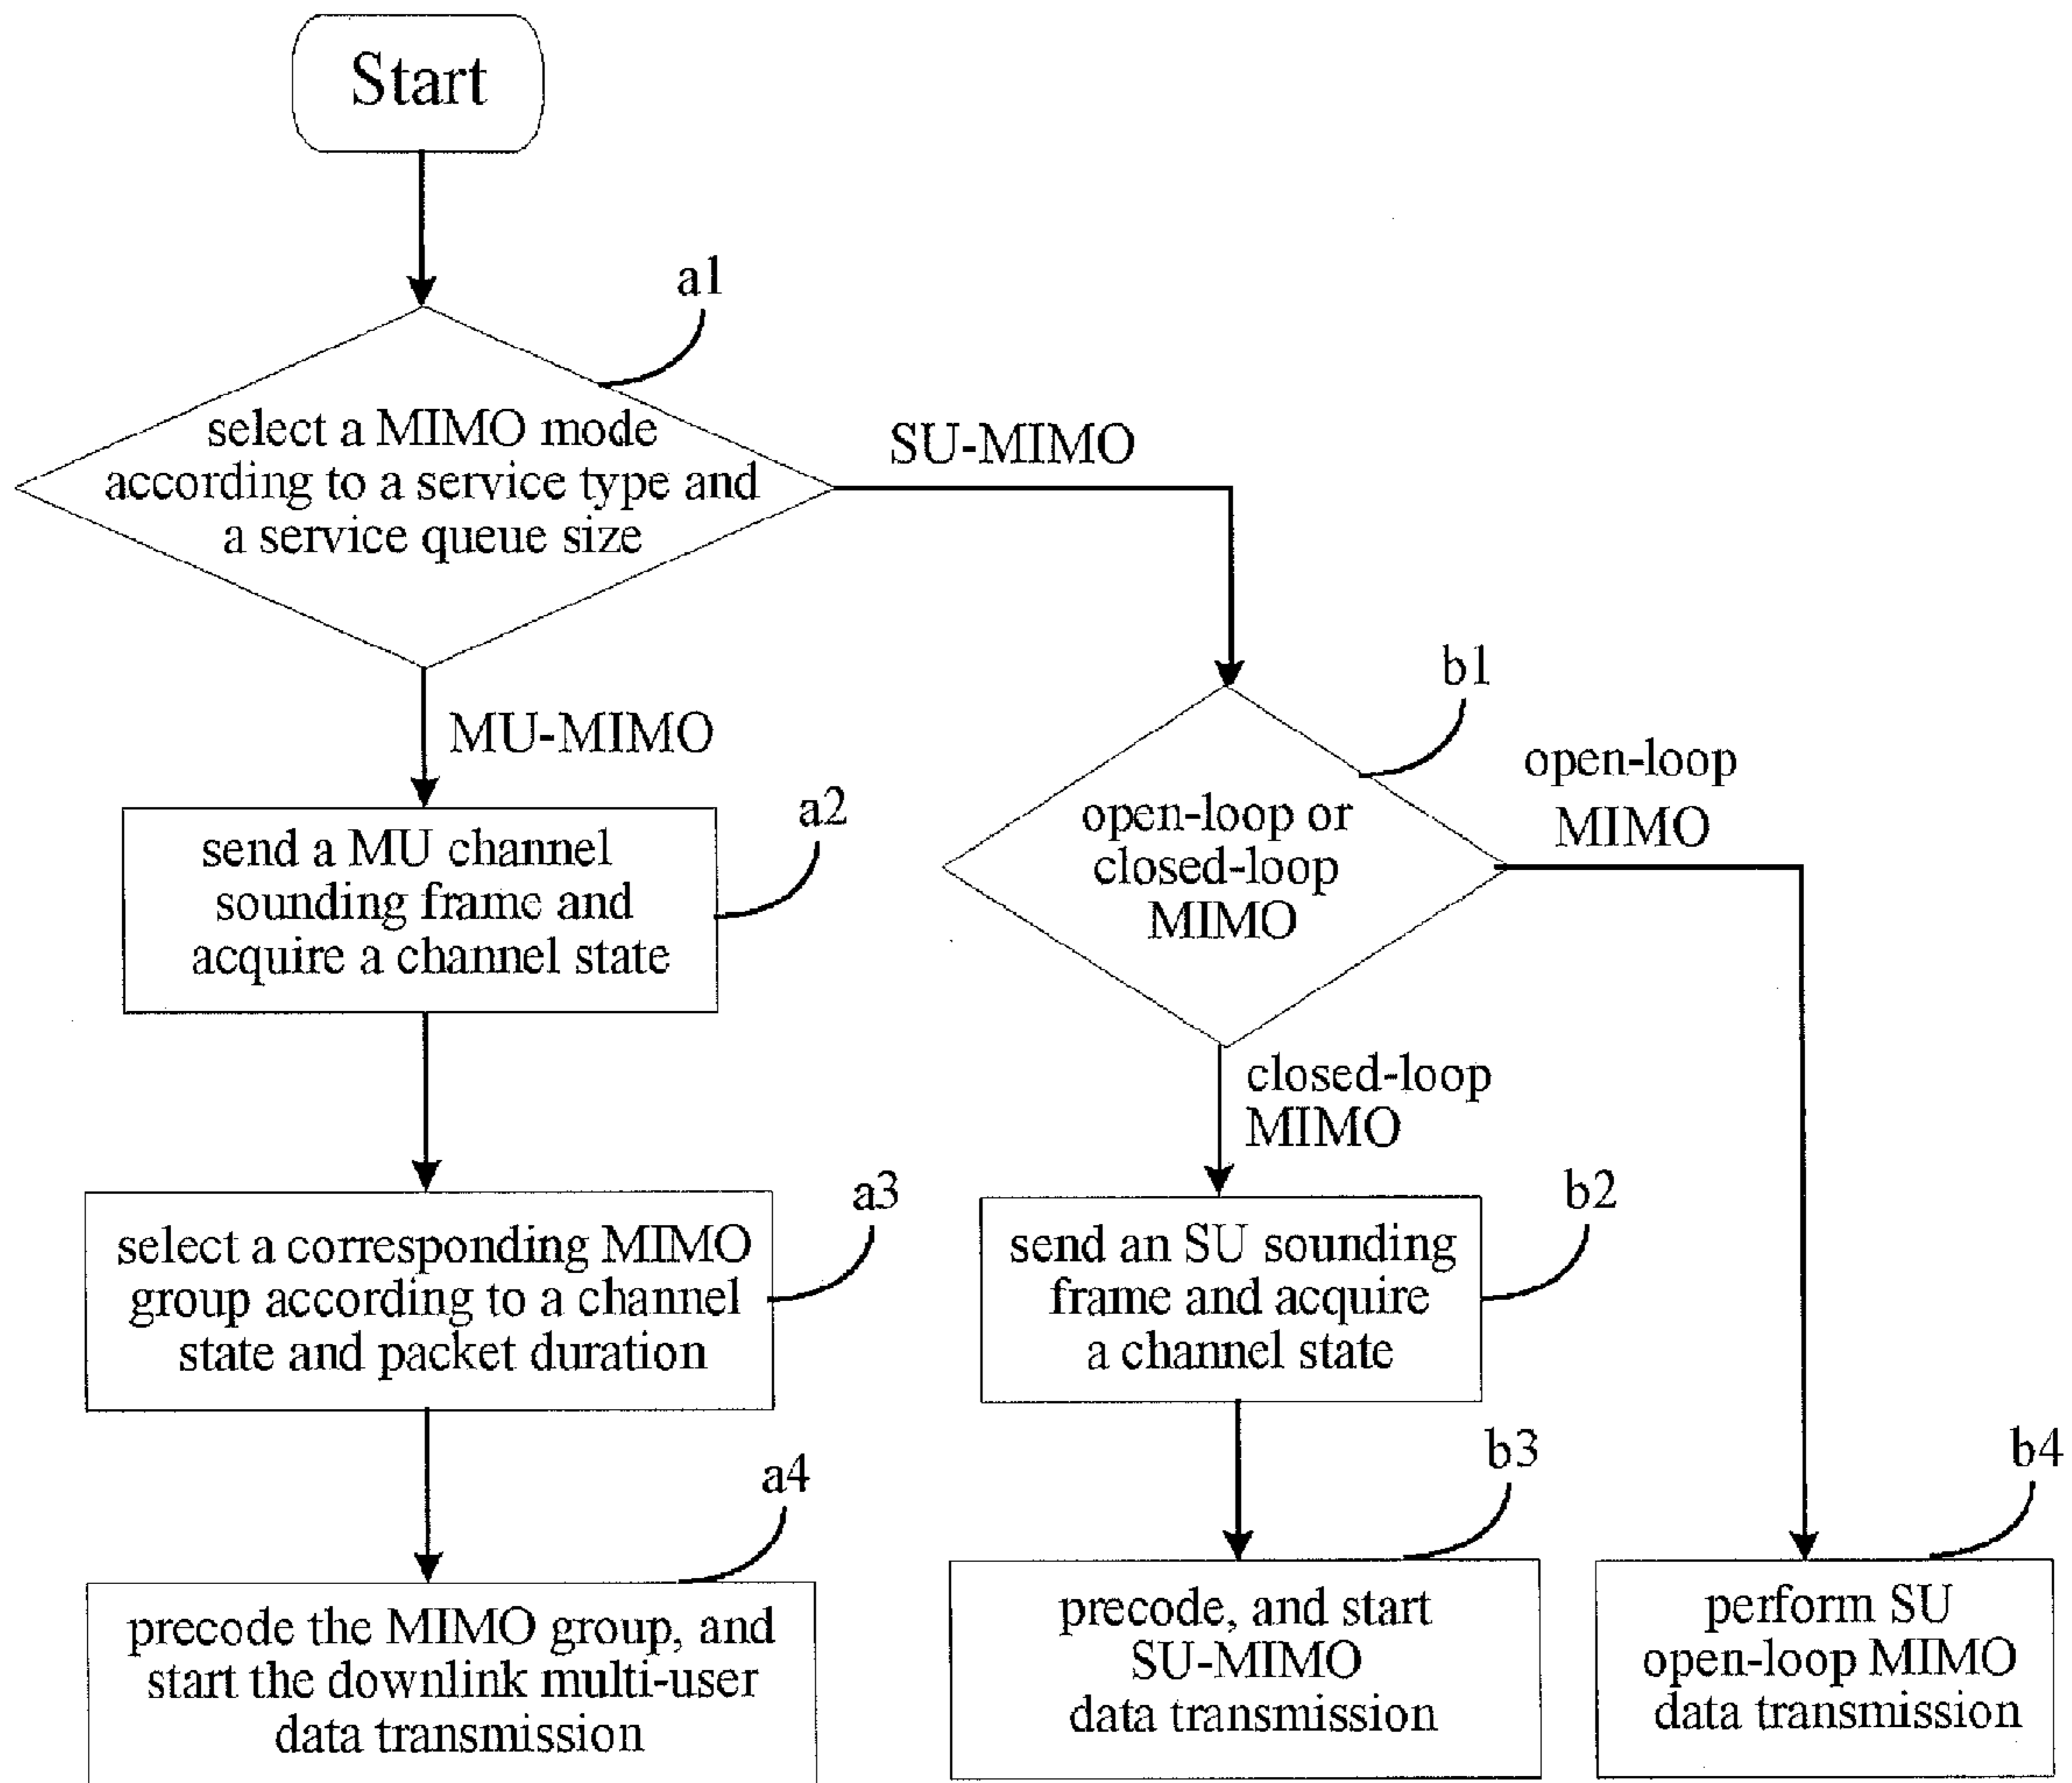 Start
a1
select a MIMO mode
according to a service type and
a service queue size
SU-MIMO
MU-MIMO
b1
open-loop or
closed-loop
MIMO
open-loop
MIMO
a2
send a MU channel
sounding frame and
acquire a channel state
closed-loop
MIMO
a3
select a corresponding MIMO
group according to a channel
state and packet duration
b2
send an SU sounding
frame and acquire
a channel state
a4
precode the MIMO group, and
start the downlink multi-user
data transmission
b3
precode, and start
SU-MIMO
data transmission
b4
perform SU
open-loop MIMO
data transmission